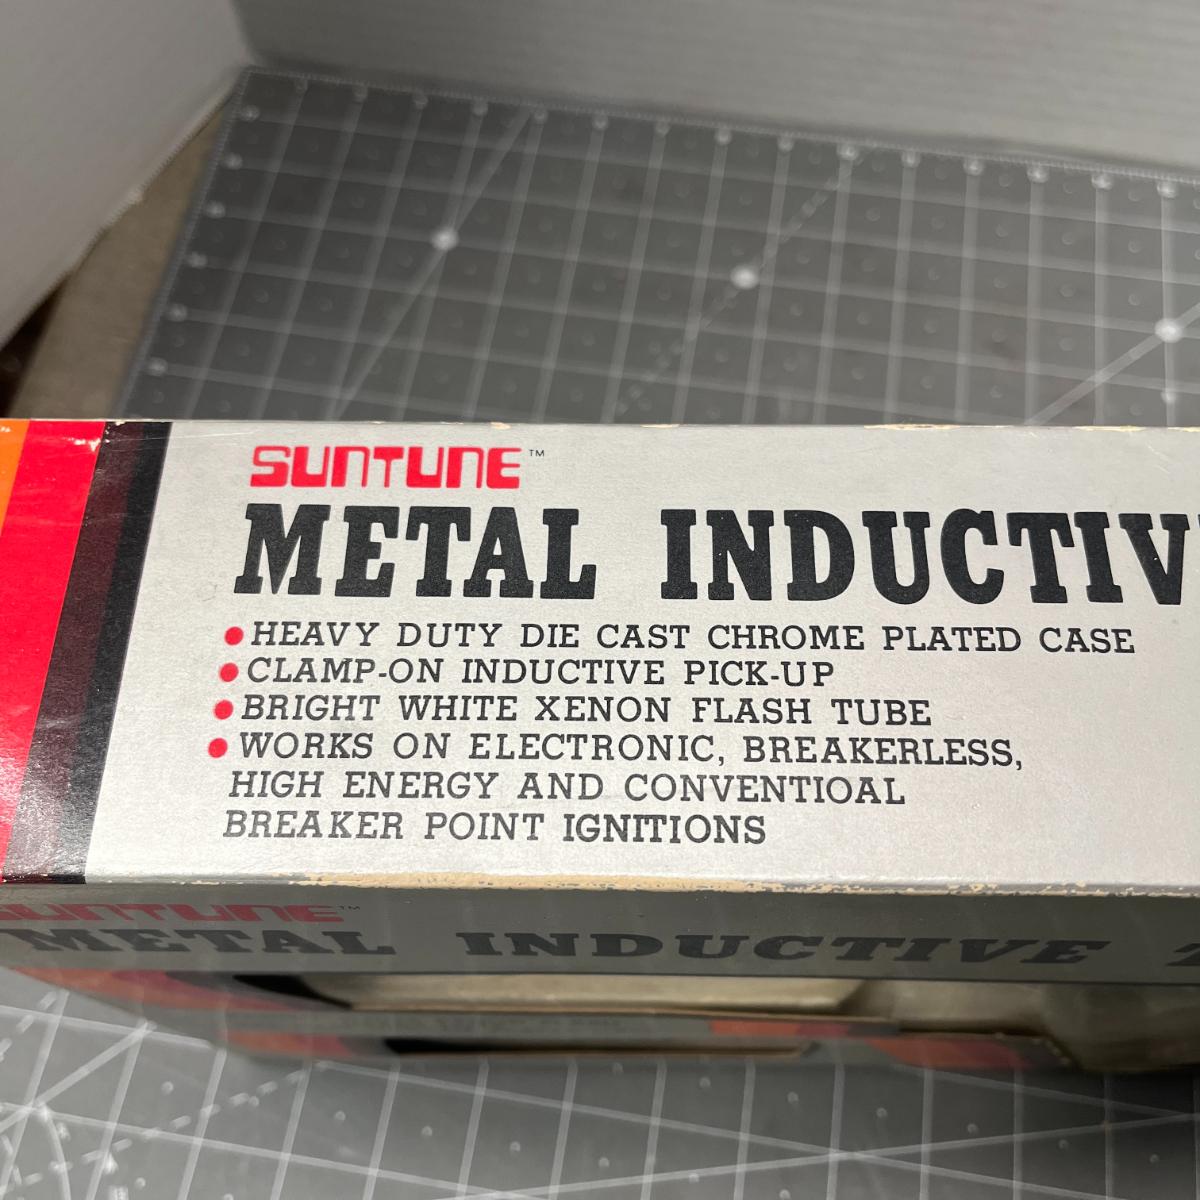 SUNTUNE™
METAL INDUCTIV
●HEAVY DUTY DIE CAST CHROME PLATED CASE
●CLAMP-ON INDUCTIVE PICK-UP
●BRIGHT WHITE XENON FLASH TUBE
●WORKS ON ELECTRONIC, BREAKERLESS,
HIGH ENERGY AND CONVENTIOAL
BREAKER POINT IGNITIONS
SUNTUNE™
METAL INDUCTIVE